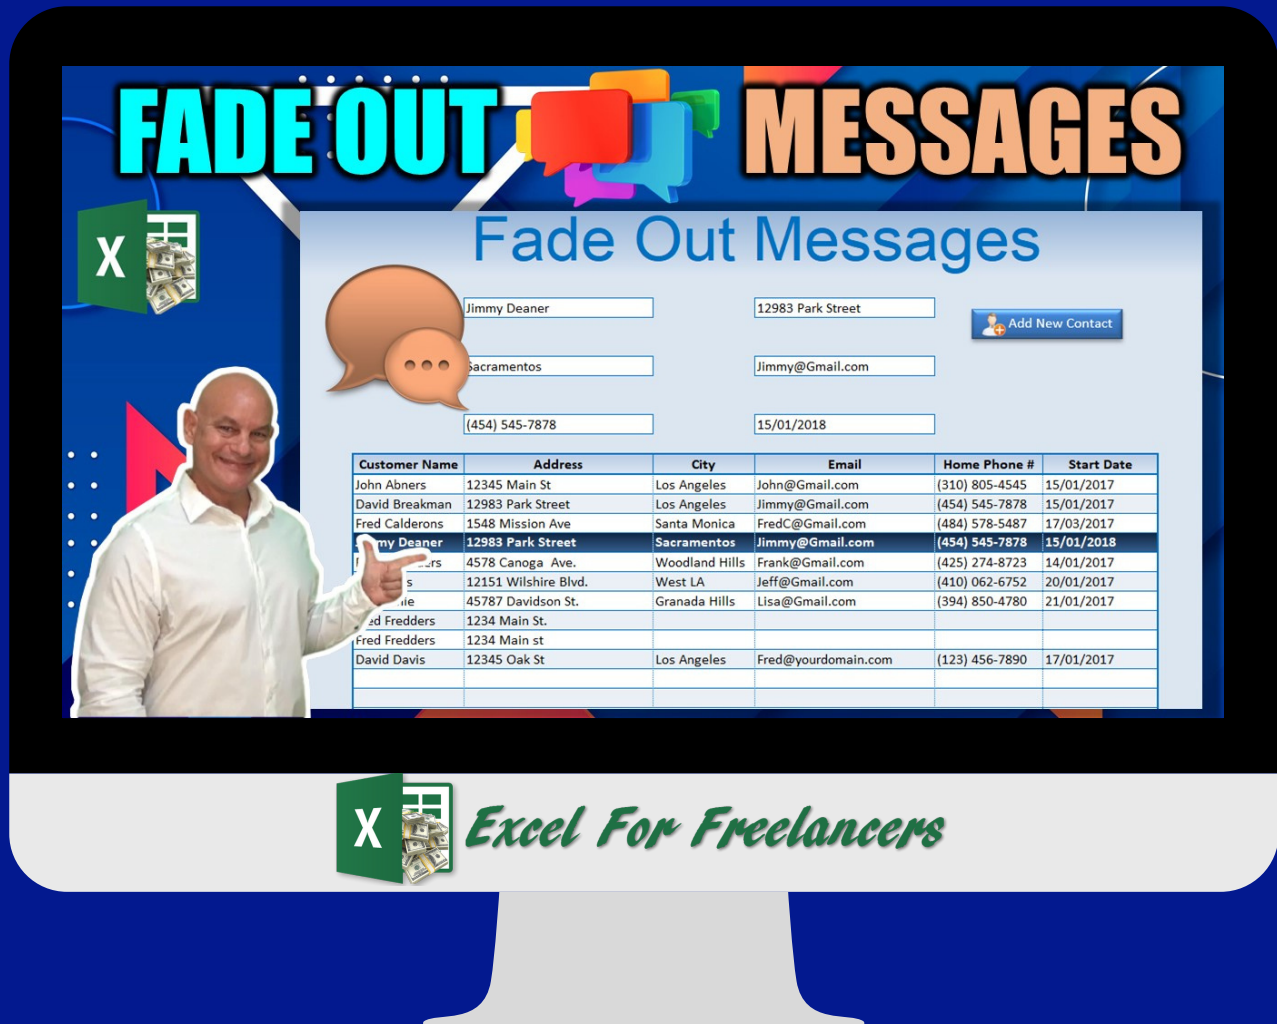 FADE OUT MESSAGES
X
Fade Out Messages
Jimmy Deaner 12983 Park Street
Add New Contact
Sacramentos Jimmy@Gmail.com
(454) 545-7878 15/01/2018
Customer Name Address City Email Home Phone # Start Date
John Abners 12345 Main St Los Angeles John@Gmail.com (310) 805-4545 15/01/2017
David Breakman 12983 Park Street Los Angeles Jimmy@Gmail.com (454) 545-7878 15/01/2017
Fred Calderons 1548 Mission Ave Santa Monica FredC@Gmail.com (484) 578-5487 17/03/2017
Deaner 12983 Park Street Sacramentos Jimmy@Gmail.com (454) 545-7878 15/01/2018
4578 Canoga Ave. Woodland Hills Frank@Gmail.com (425) 274-8723 14/01/2017
12151 Wilshire Blvd. West LA Jeff@Gmail.com (410) 062-6752 20/01/2017
45787 Davidson St. Granada Hills Lisa@Gmail.com (394) 850-4780 21/01/2017
Fredders 1234 Main St.
Fred Fredders 1234 Main st
David Davis 12345 Oak St Los Angeles Fred@yourdomain.com (123) 456-7890 17/01/2017
X Excel For Freelancers